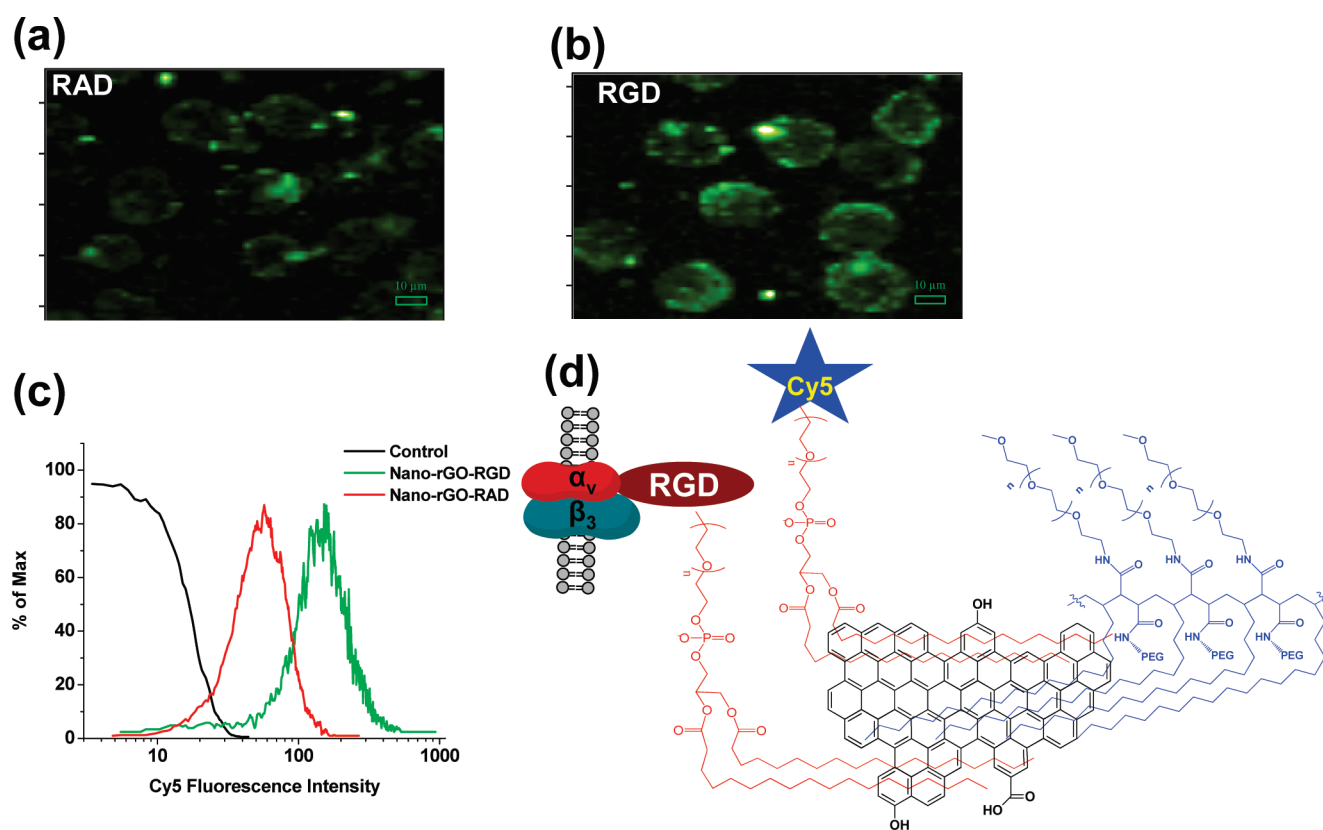 (a)
RAD
10 µm
(b)
RGD
10 µm
(c)
Control
Nano-rGO-RGD
Nano-rGO-RAD
100
80
60
40
20
0
% of Max
10
100
1000
Cy5 Fluorescence Intensity
(d)
Cy5
αv
β3
RGD
O
n
O
O
-O P O
O
O
O
O
O
O
n
O
O
-O P O
O
O
O
O
O
O O O
n n n
O O O
HN HN HN
O O O
O O O
HN HN HN
PEG PEG PEG
OH
OH
HO
O